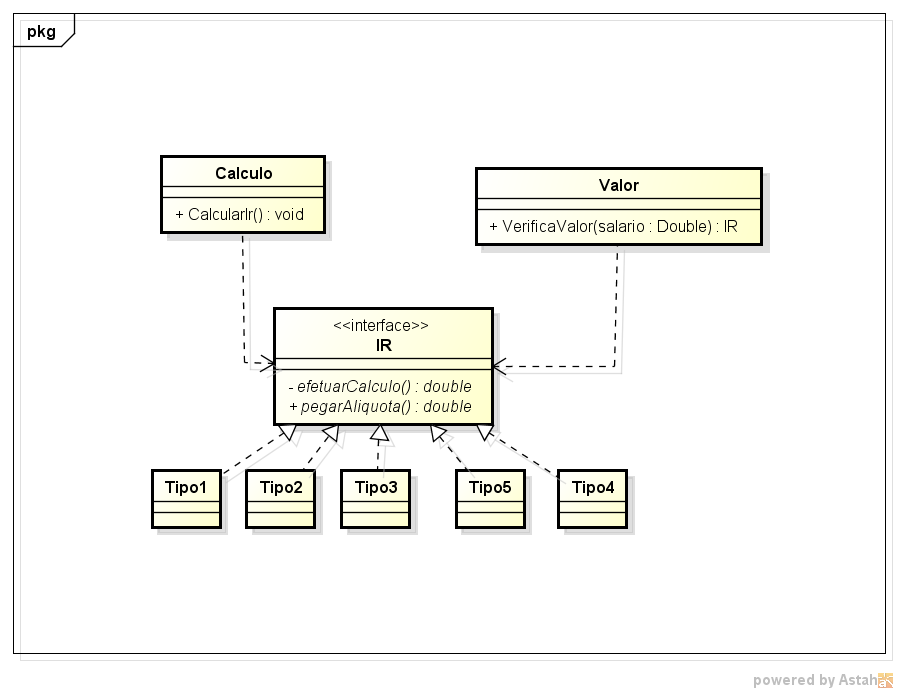 pkg
Calculo
+ CalcularIr() : void
Valor
+ VerificaValor(salario : Double) : IR
<<interface>>
IR
- efetuarCalculo() : double
+ pegarAliquota() : double
Tipo1
Tipo2
Tipo3
Tipo5
Tipo4
powered by Astah